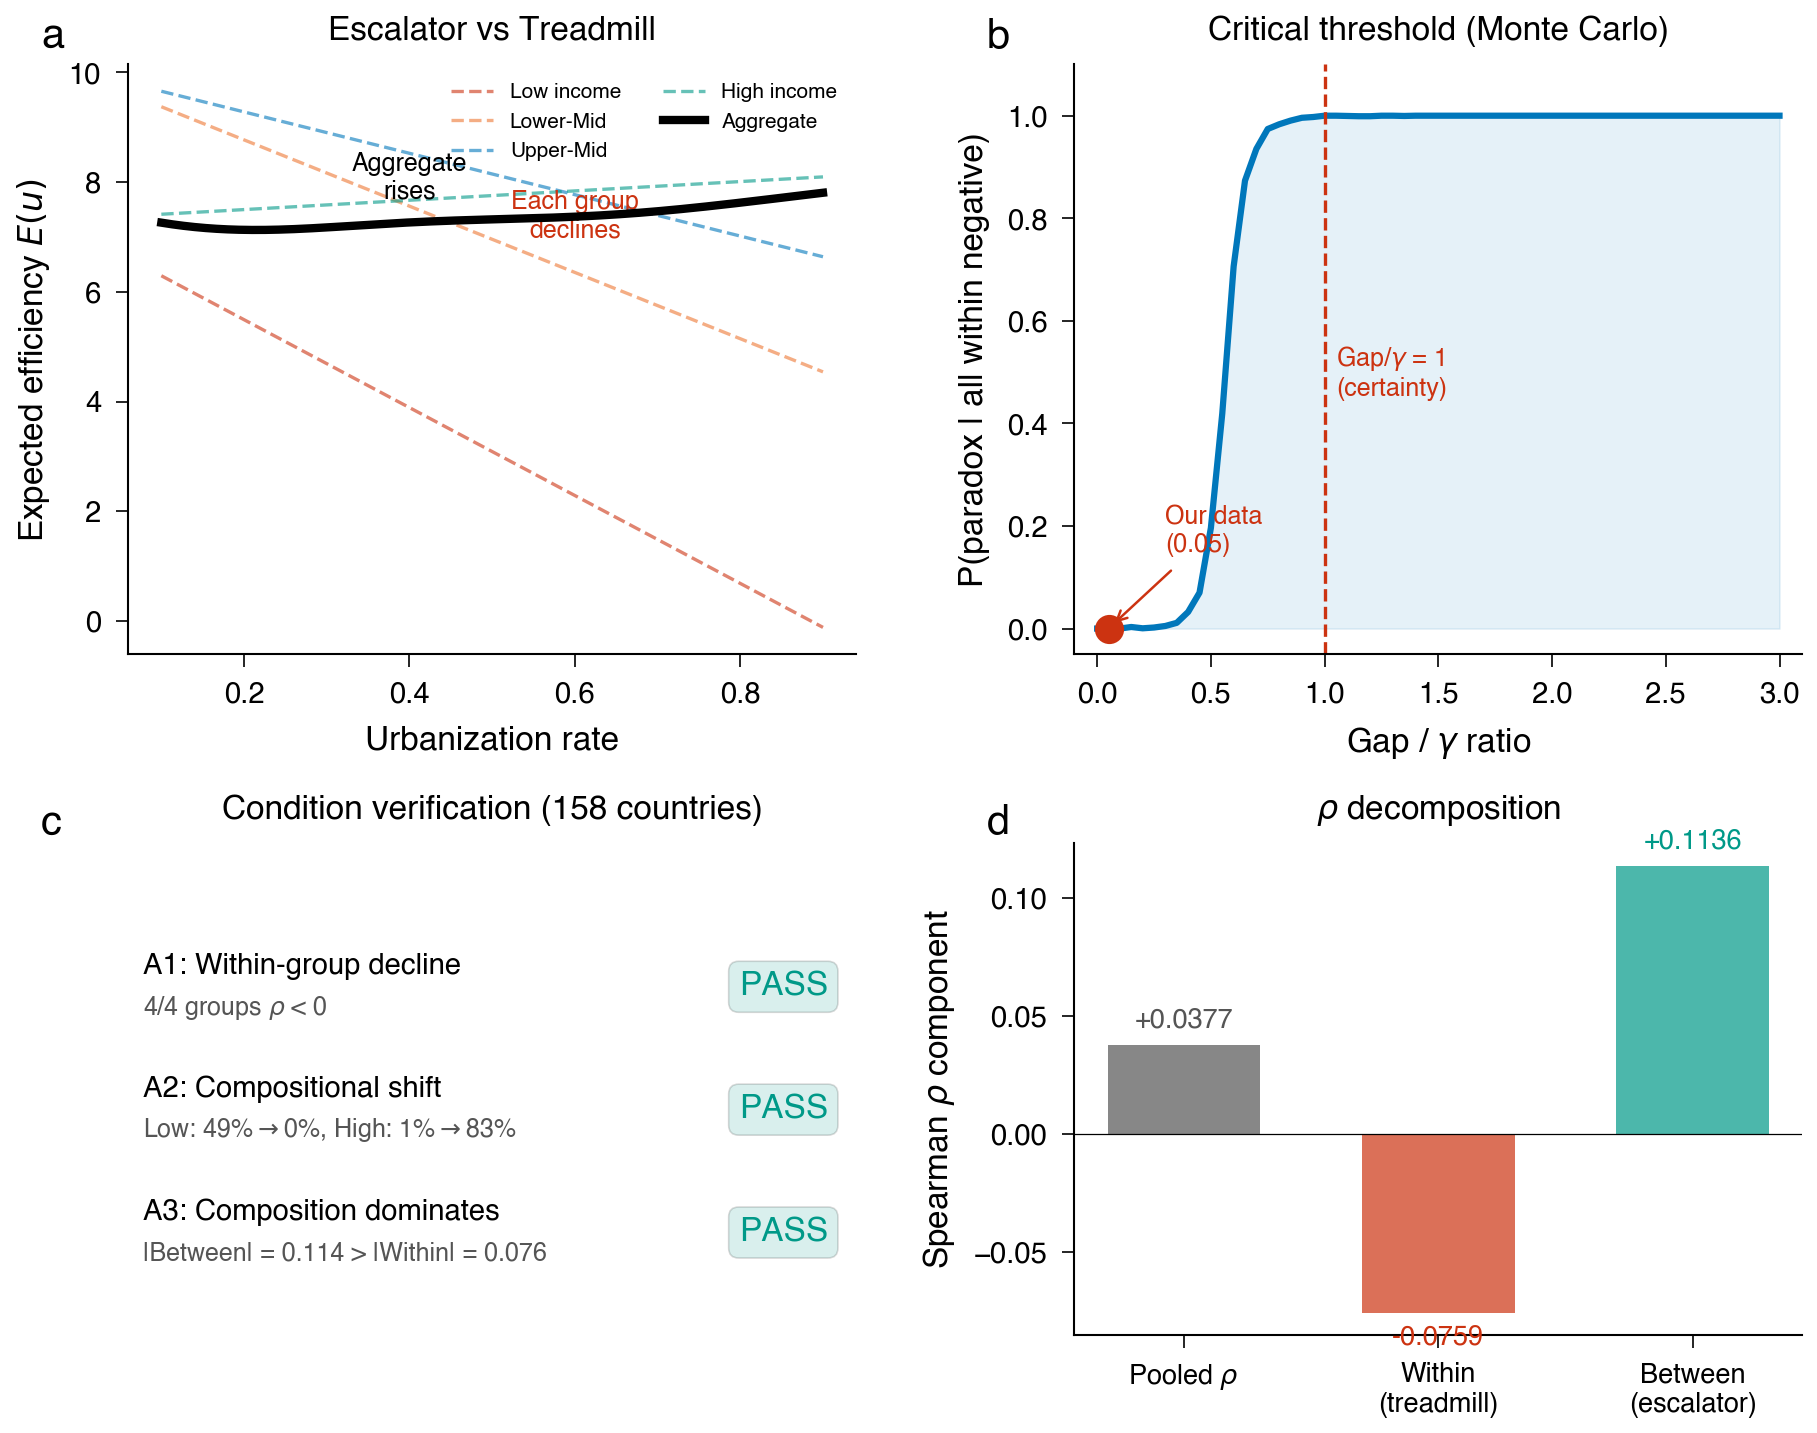 a
Escalator vs Treadmill
Expected efficiency E(u)
10
8
6
4
2
0
Low income
Lower-Mid
Upper-Mid
High income
Aggregate
Aggregate
rises
Each group
declines
0.2
0.4
0.6
0.8
Urbanization rate
b
Critical threshold (Monte Carlo)
P(paradox | all within negative)
1.0
0.8
0.6
0.4
0.2
0.0
Gap/γ = 1
(certainty)
Our data
(0.05)
0.0
0.5
1.0
1.5
2.0
2.5
3.0
Gap / γ ratio
c
Condition verification (158 countries)
A1: Within-group decline
4/4 groups ρ < 0
PASS
A2: Compositional shift
Low: 49% → 0%, High: 1% → 83%
PASS
A3: Composition dominates
|Between| = 0.114 > |Within| = 0.076
PASS
d
ρ decomposition
Spearman ρ component
0.10
0.05
0.00
−0.05
+0.0377
-0.0759
+0.1136
Pooled ρ
Within
(treadmill)
Between
(escalator)